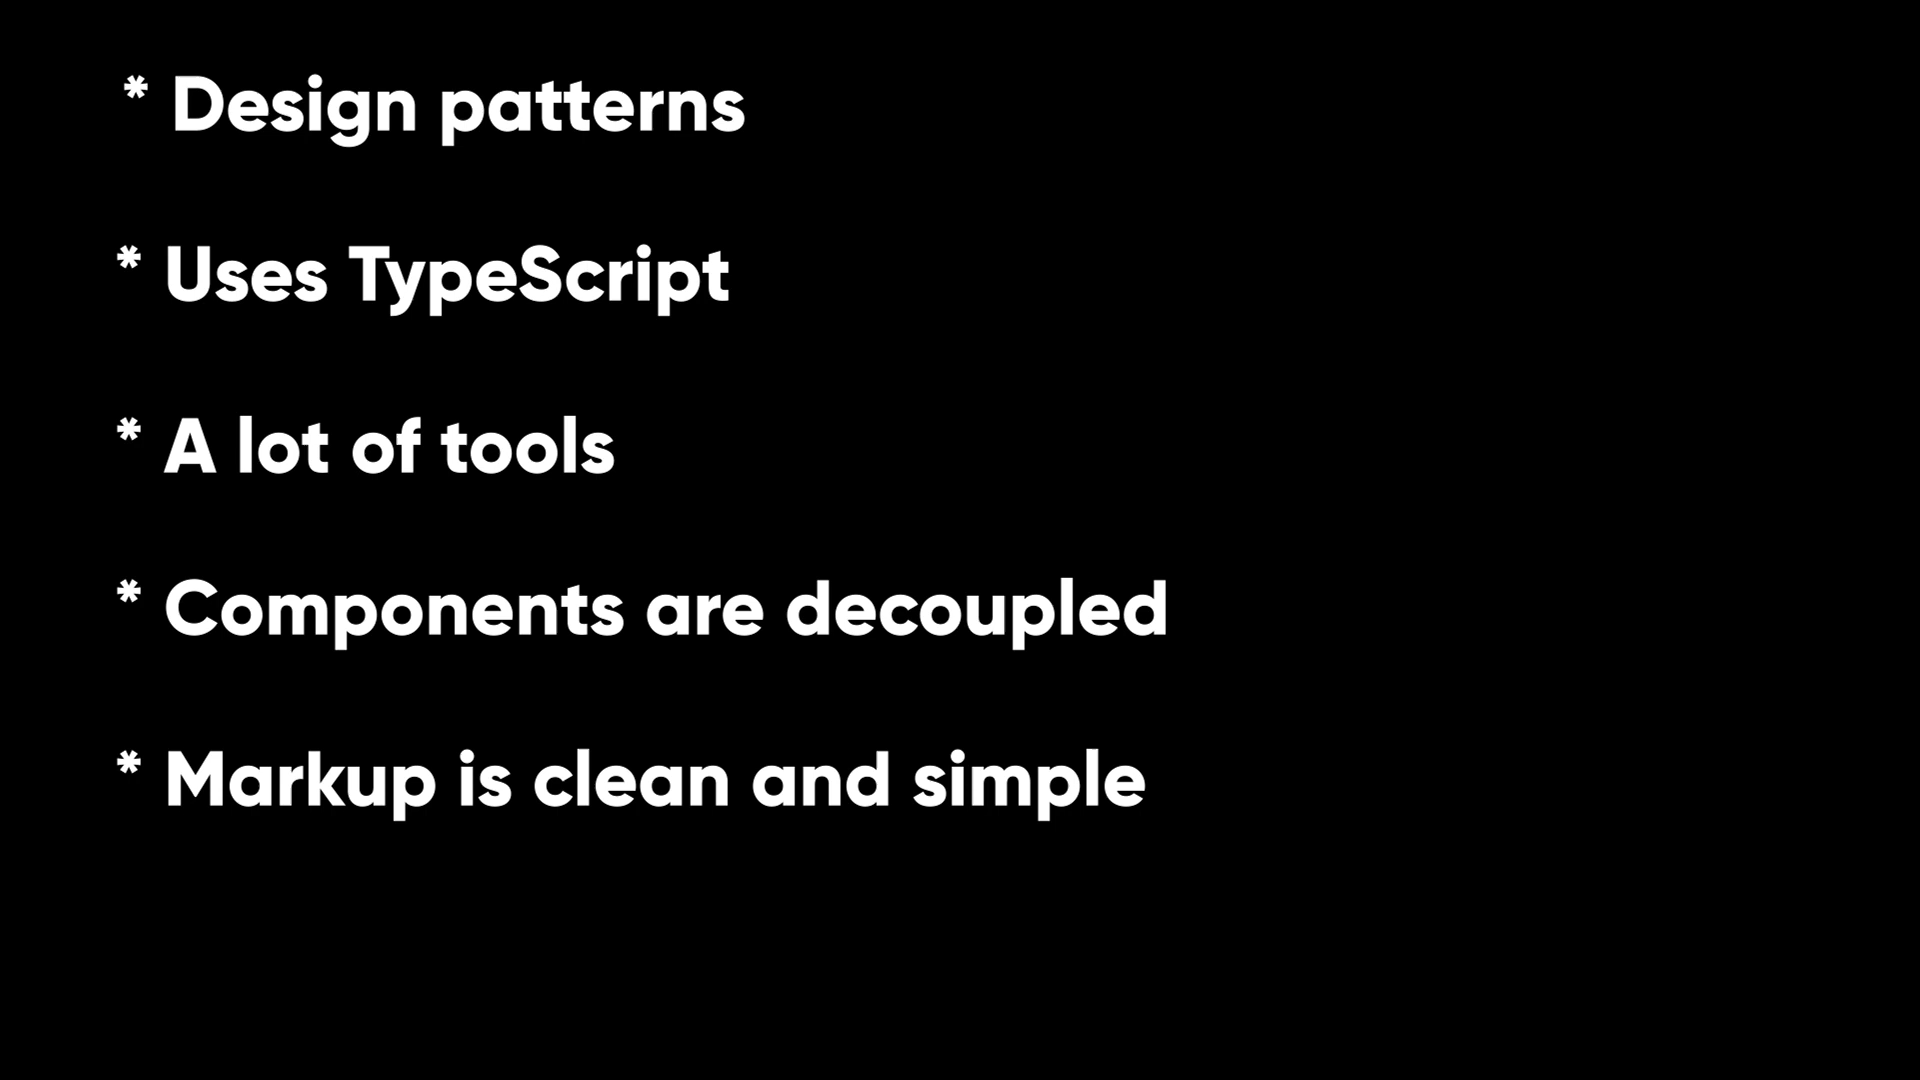 * Design patterns
* Uses TypeScript
* A lot of tools
* Components are decoupled
* Markup is clean and simple